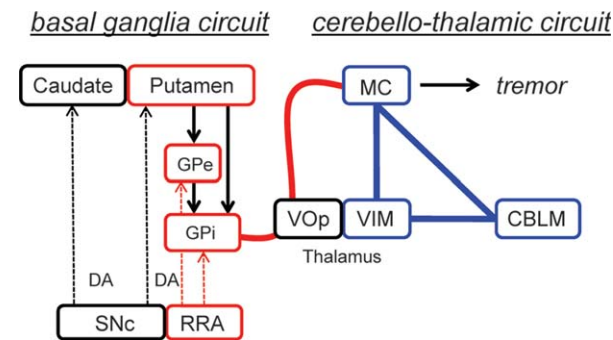 basal ganglia circuit
cerebello-thalamic circuit
Caudate
Putamen
MC
tremor
GPe
GPi
VOp
VIM
CBLM
Thalamus
DA
DA
SNc
RRA